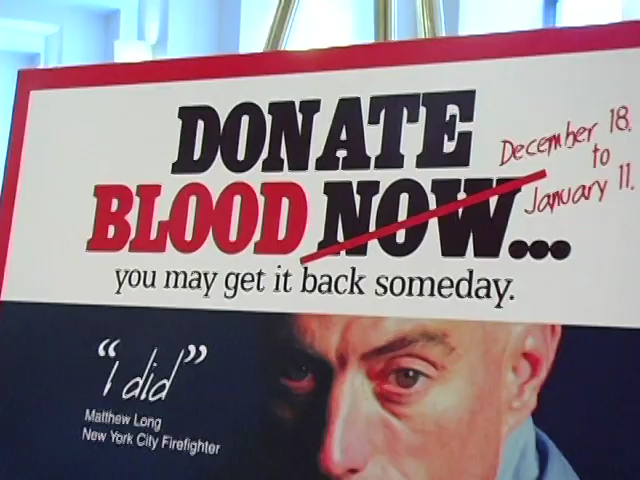 DONATE
BLOOD NOW...
December 18.
to
January 11.
you may get it back someday.
“I did”
Matthew Long
New York City Firefighter